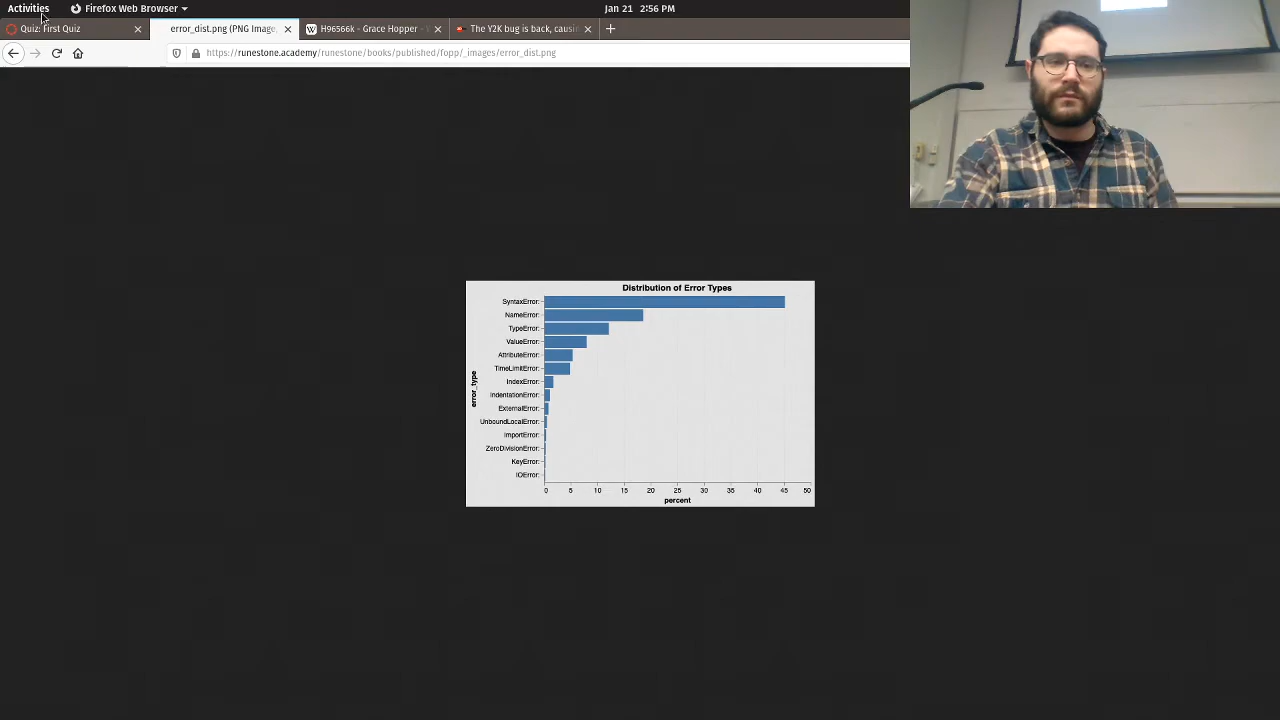 Activities
Firefox Web Browser
Jan 21 2:56 PM
Quiz: First Quiz
error_dist.png (PNG Image,
H96566k - Grace Hopper -
The Y2K bug is back, causin
https://runestone.academy/runestone/books/published/fopp/_images/error_dist.png
Distribution of Error Types
SyntaxError:
NameError:
TypeError:
ValueError:
AttributeError:
TimeLimitError:
IndexError:
IndentationError:
ExternalError:
UnboundLocalError:
ImportError:
ZeroDivisionError:
KeyError:
IOError:
error_type
0 5 10 15 20 25 30 35 40 45 50
percent